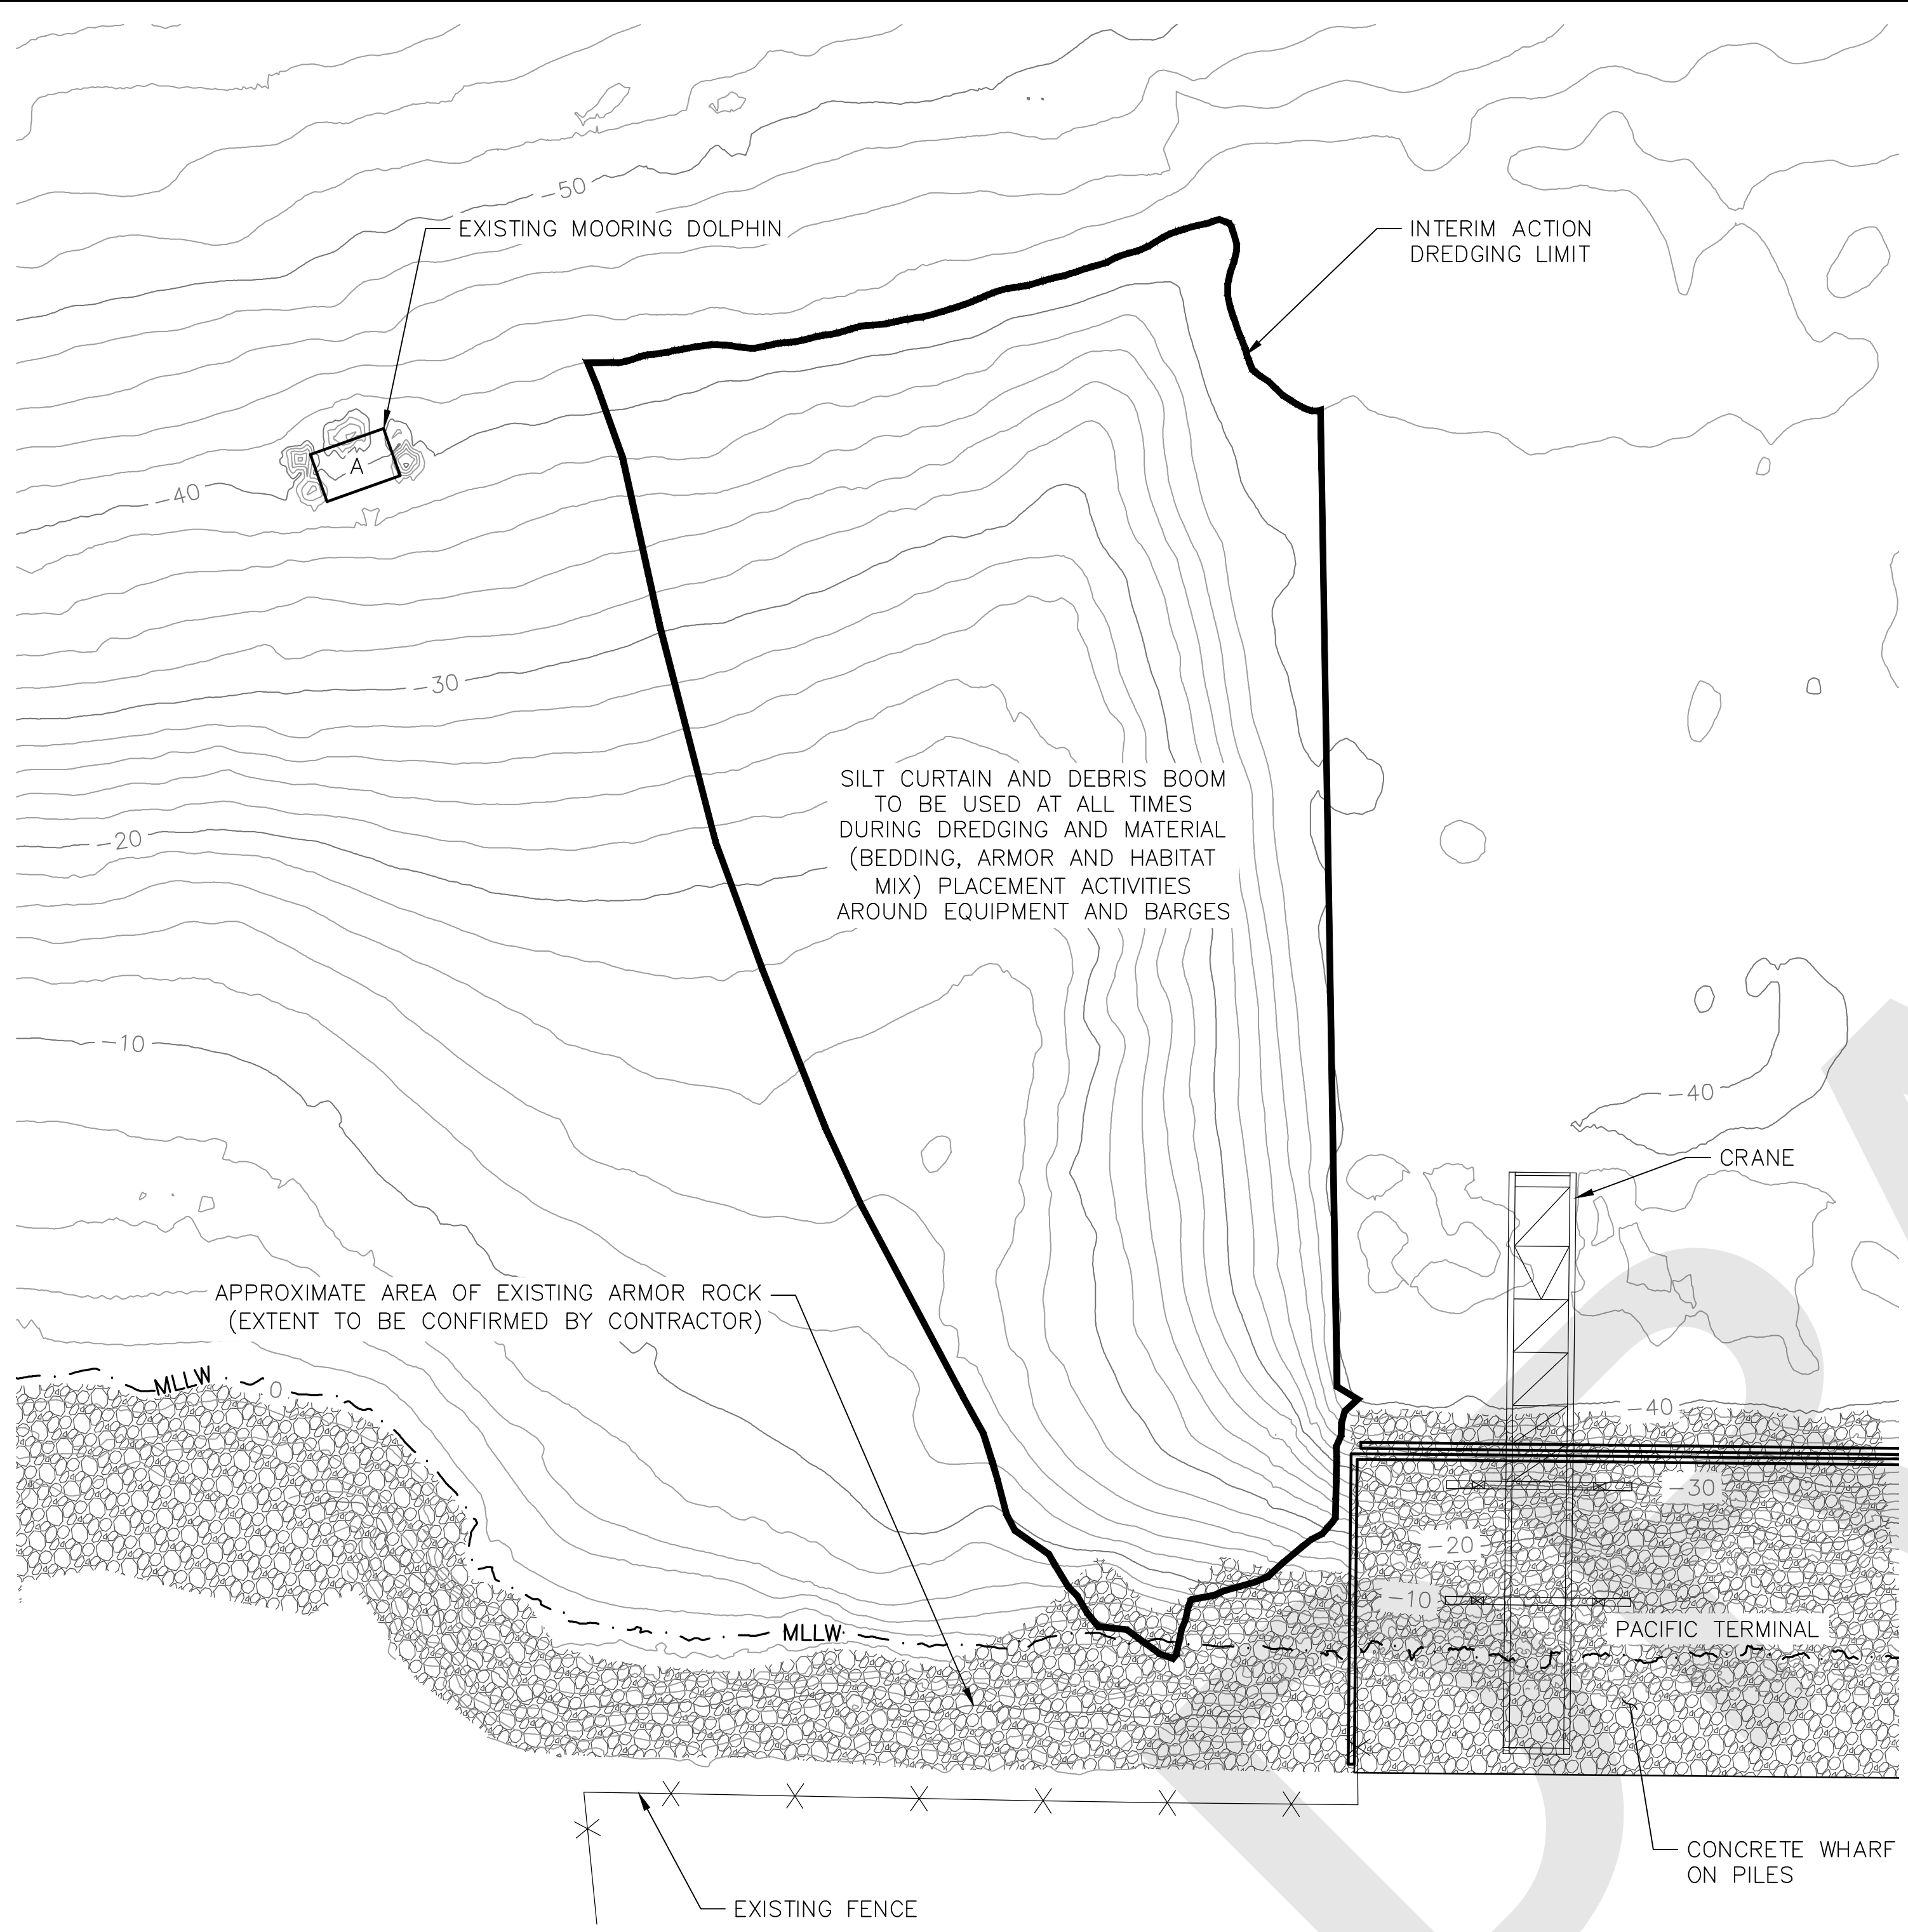 -50
EXISTING MOORING DOLPHIN
INTERIM ACTION
DREDGING LIMIT
A
-40
-30
SILT CURTAIN AND DEBRIS BOOM
TO BE USED AT ALL TIMES
DURING DREDGING AND MATERIAL
(BEDDING, ARMOR AND HABITAT
MIX) PLACEMENT ACTIVITIES
AROUND EQUIPMENT AND BARGES
-20
-10
-40
CRANE
APPROXIMATE AREA OF EXISTING ARMOR ROCK
(EXTENT TO BE CONFIRMED BY CONTRACTOR)
MLLW
0
-40
-30
-20
-10
MLLW
PACIFIC TERMINAL
CONCRETE WHARF
ON PILES
EXISTING FENCE